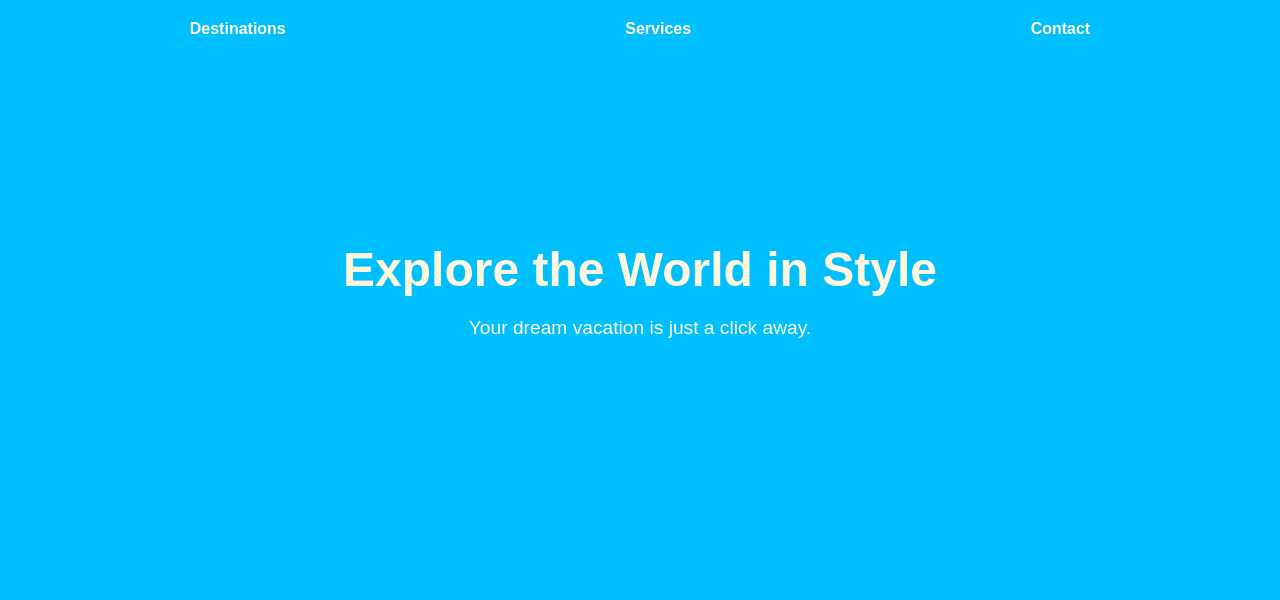 Destinations Services Contact
Explore the World in Style
Your dream vacation is just a click away.